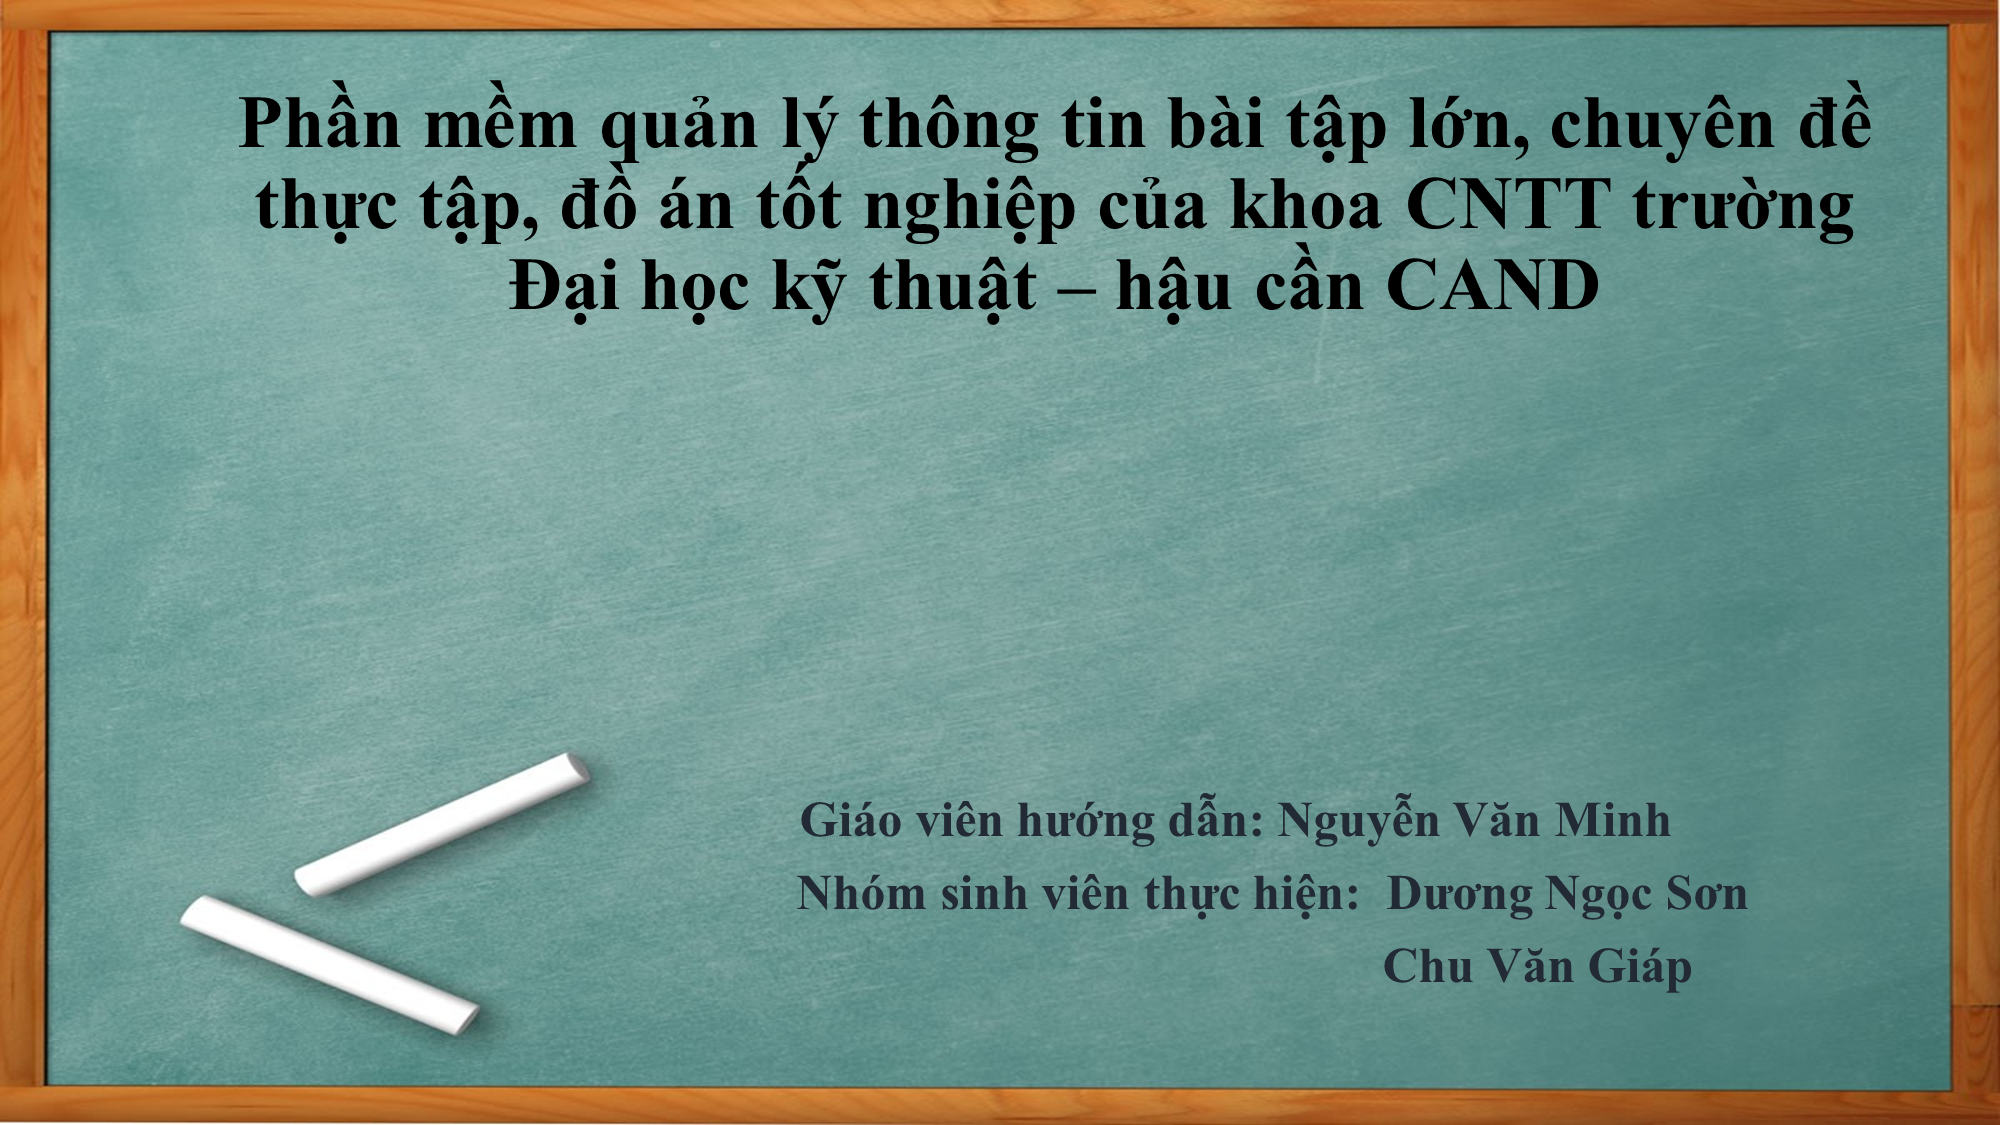 Phần mềm quản lý thông tin bài tập lớn, chuyên đề
thực tập, đồ án tốt nghiệp của khoa CNTT trường
Đại học kỹ thuật – hậu cần CAND
Giáo viên hướng dẫn: Nguyễn Văn Minh
Nhóm sinh viên thực hiện: Dương Ngọc Sơn
Chu Văn Giáp